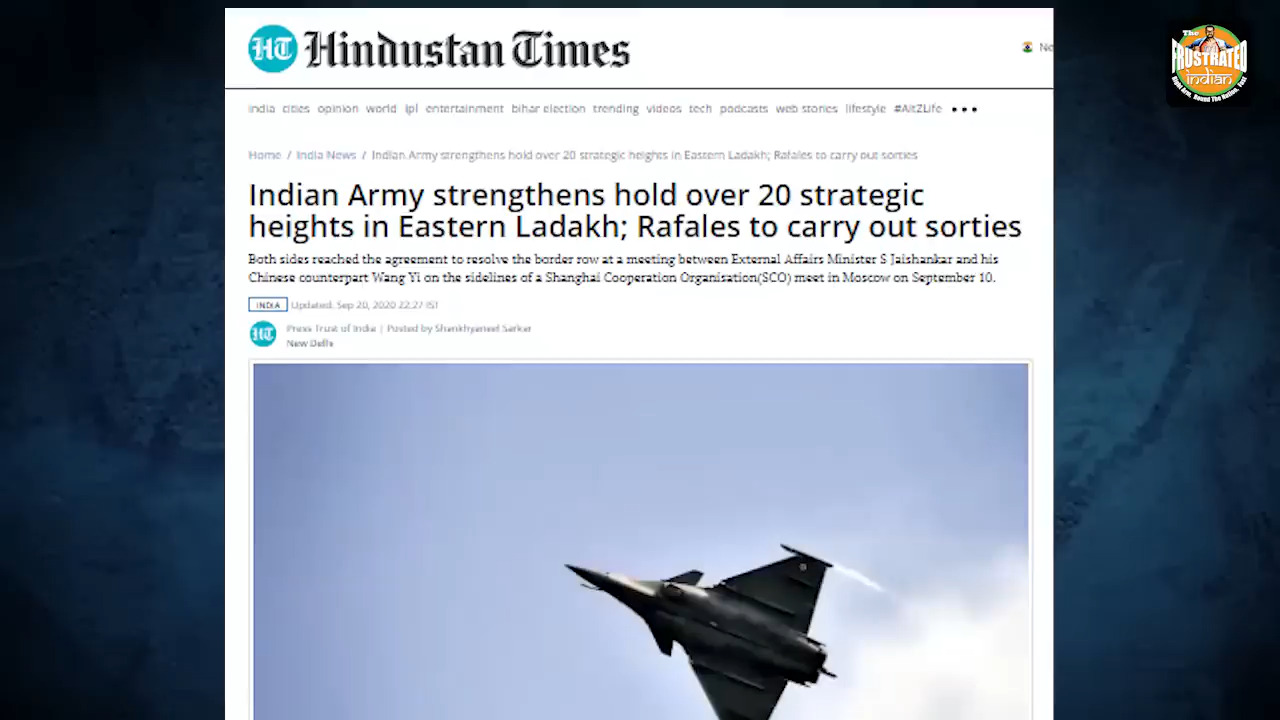 HT Hindustan Times
The
FRUSTRATED
Indian
india cities opinion world ipl entertainment bihar election trending videos tech podcasts web stories lifestyle #AltZLife
Home / India News / Indian Army strengthens hold over 20 strategic heights in Eastern Ladakh; Rafales to carry out sorties
Indian Army strengthens hold over 20 strategic
heights in Eastern Ladakh; Rafales to carry out sorties
Both sides reached the agreement to resolve the border row at a meeting between External Affairs Minister S Jaishankar and his
Chinese counterpart Wang Yi on the sidelines of a Shanghai Cooperation Organisation(SCO) meet in Moscow on September 10.
INDIA Updated: Sep 20, 2020 22:27 IST
HT Press Trust of India | Posted by Shankhyaneel Sarkar
New Delhi